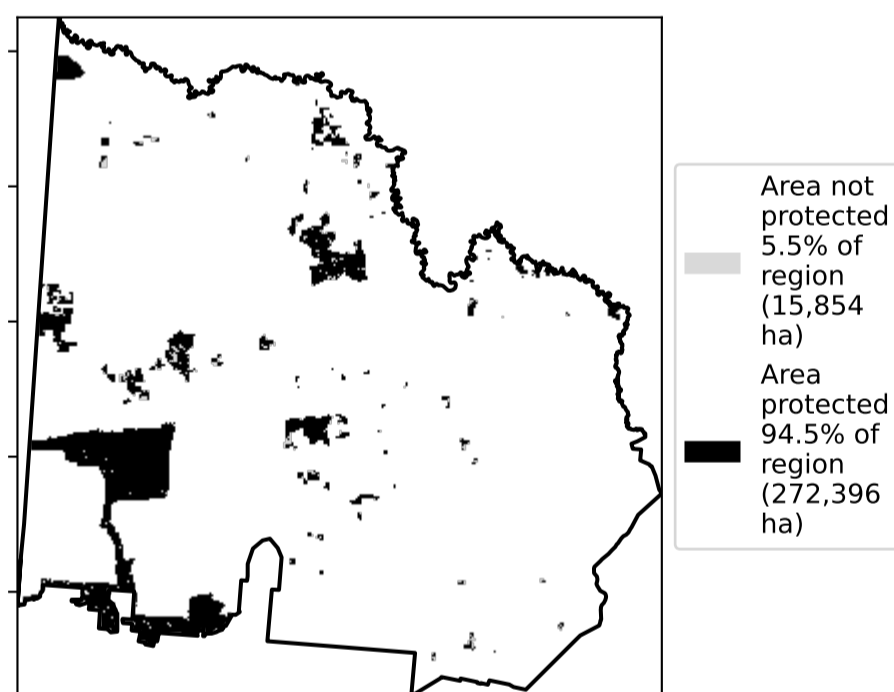 Area not
protected
5.5% of
region
(15,854
ha)
Area
protected
94.5% of
region
(272,396
ha)